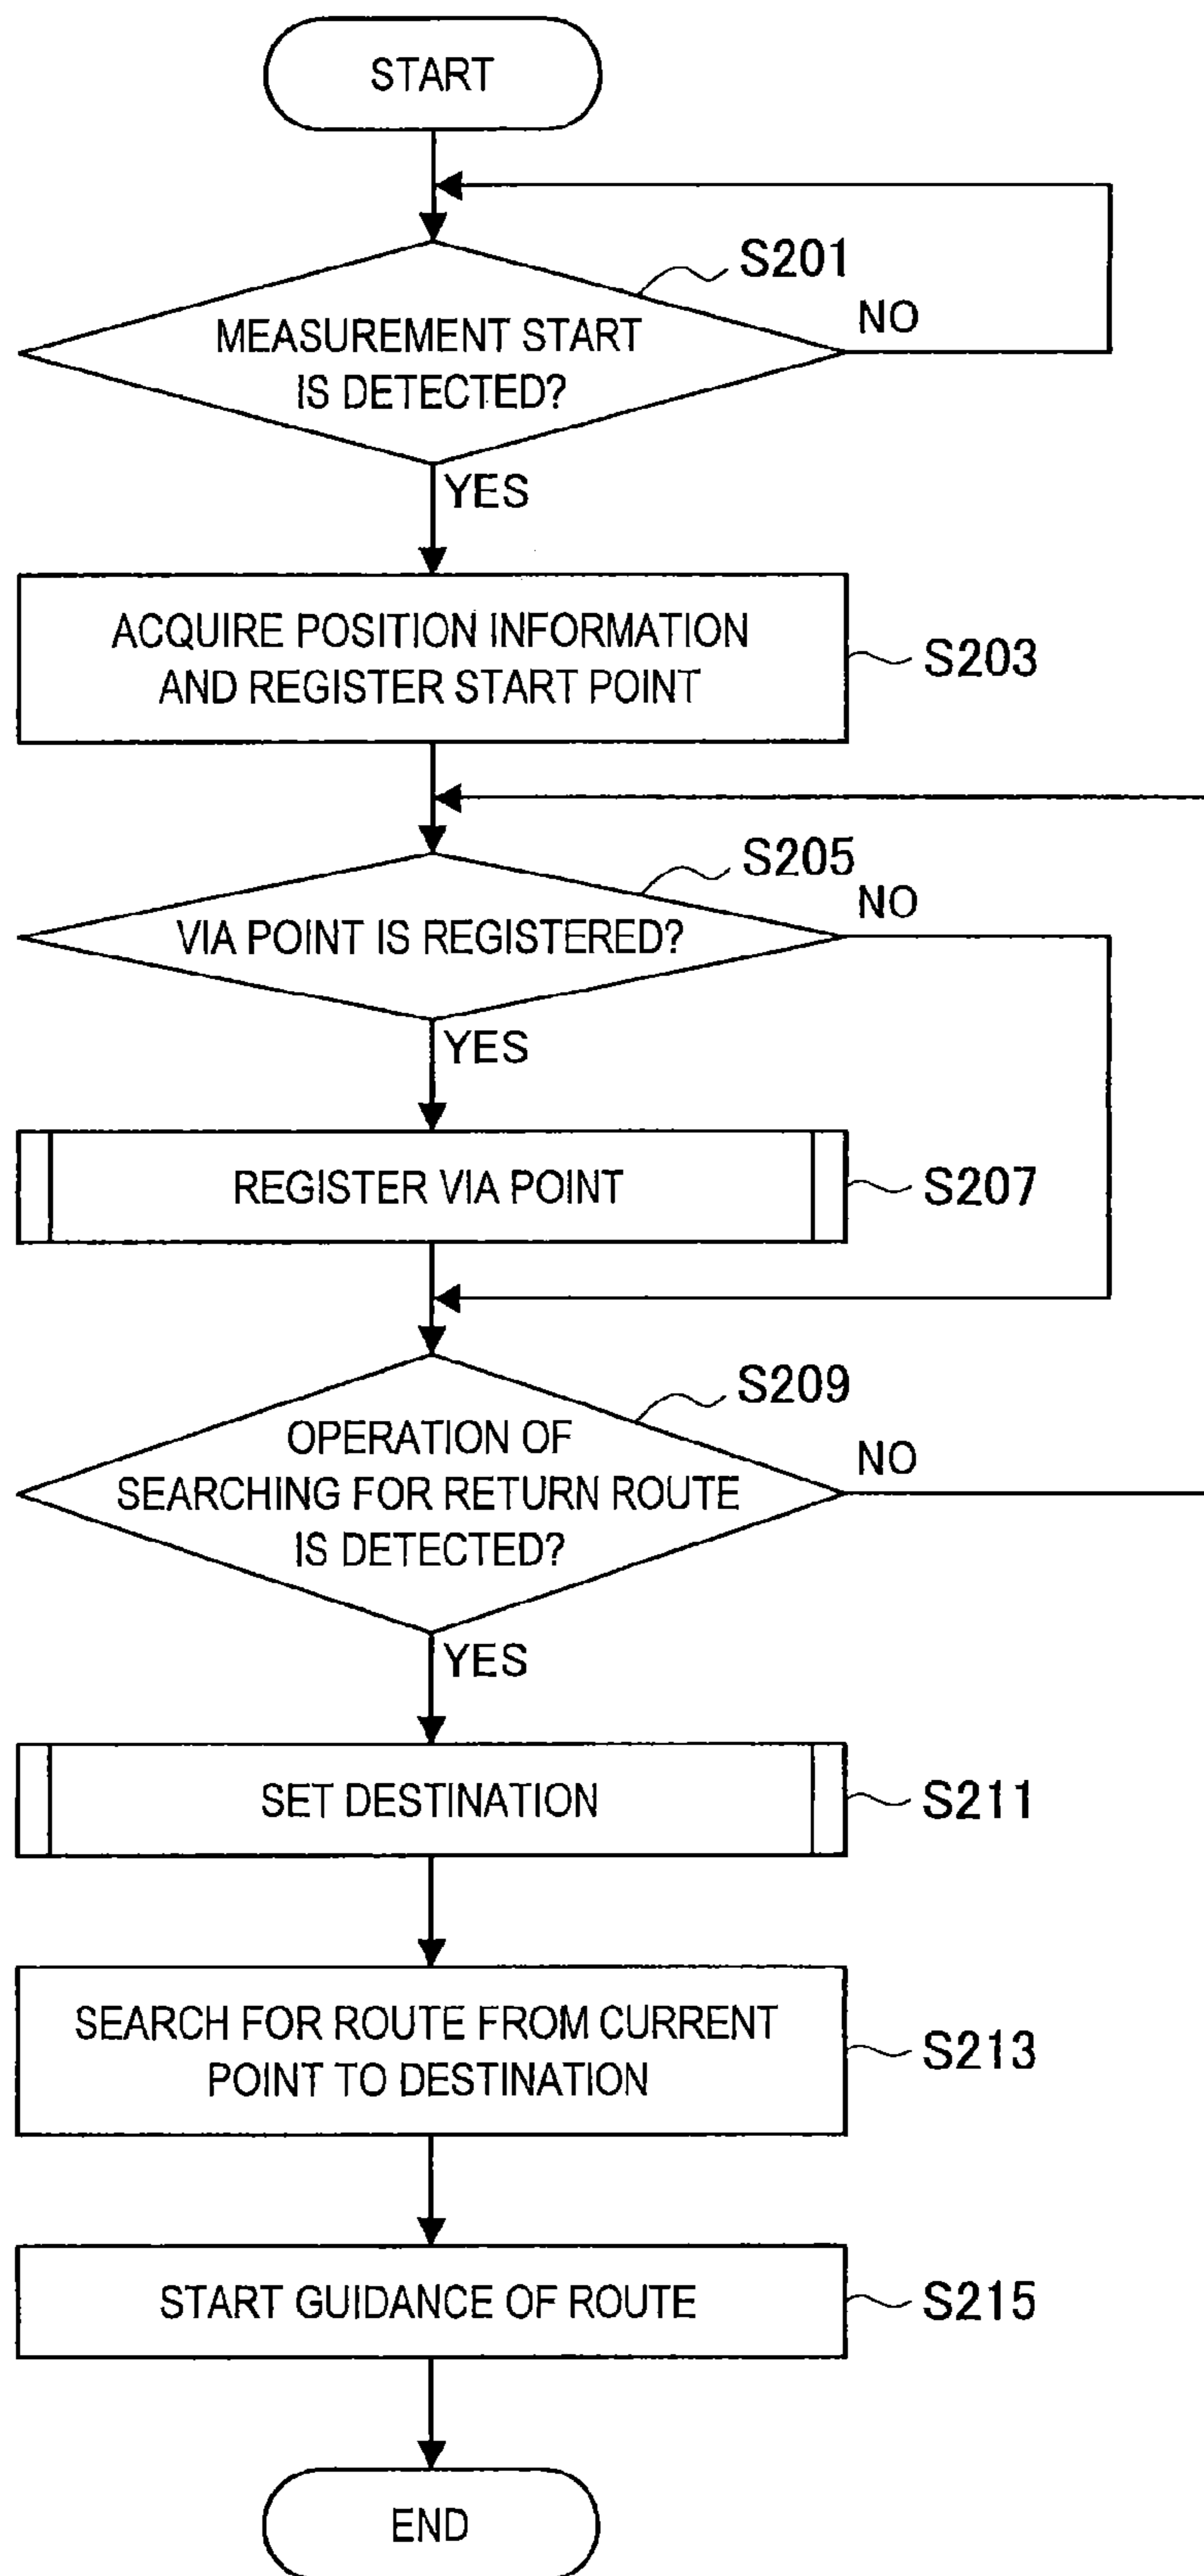 START
S201
NO
MEASUREMENT START
IS DETECTED?
YES
ACQUIRE POSITION INFORMATION
AND REGISTER START POINT
S203
S205
NO
VIA POINT IS REGISTERED?
YES
REGISTER VIA POINT
S207
S209
OPERATION OF
SEARCHING FOR RETURN ROUTE
IS DETECTED?
NO
YES
SET DESTINATION
S211
SEARCH FOR ROUTE FROM CURRENT
POINT TO DESTINATION
S213
START GUIDANCE OF ROUTE
S215
END